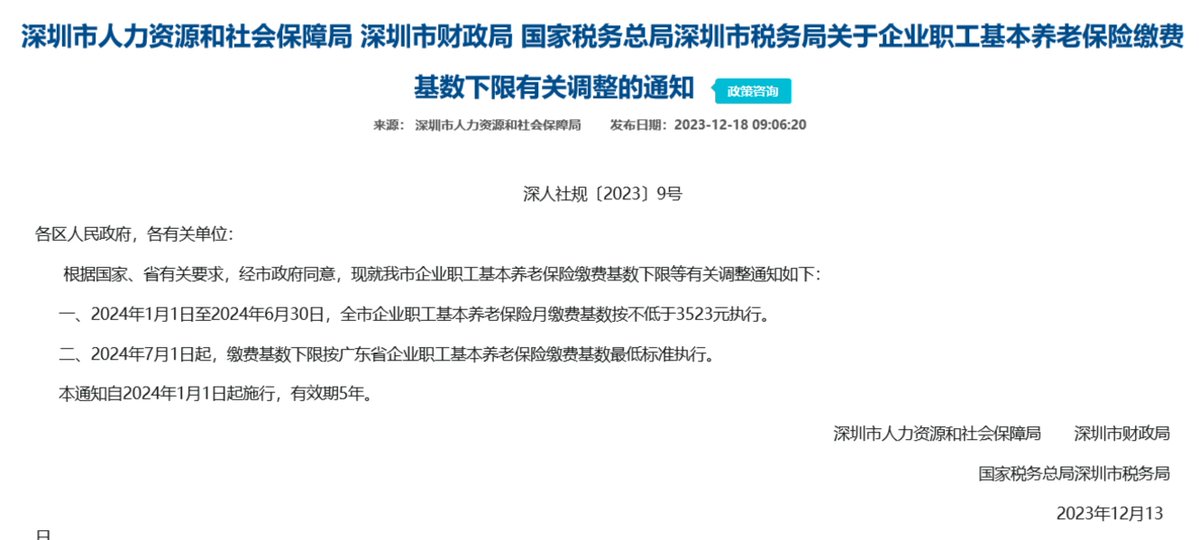 深圳市人力资源和社会保障局 深圳市财政局 国家税务总局深圳市税务局关于企业职工基本养老保险缴费
基数下限有关调整的通知 政策咨询
来源： 深圳市人力资源和社会保障局 发布日期：2023-12-18 09:06:20
深人社规〔2023〕9号
各区人民政府，各有关单位：
根据国家、省有关要求，经市政府同意，现就我市企业职工基本养老保险缴费基数下限等有关调整通知如下：
一、2024年1月1日至2024年6月30日，全市企业职工基本养老保险月缴费基数按不低于3523元执行。
二、2024年7月1日起，缴费基数下限按广东省企业职工基本养老保险缴费基数最低标准执行。
本通知自2024年1月1日起施行，有效期5年。
深圳市人力资源和社会保障局 深圳市财政局
国家税务总局深圳市税务局
2023年12月13
日